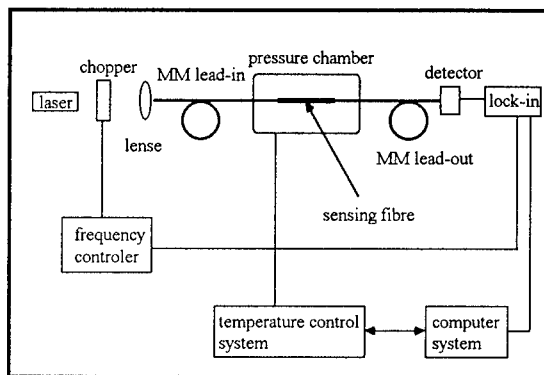 pressure chamber
MM lead-in
chopper
detector
laser
lock-in
lense
MM lead-out
sensing fibre
frequency
controler
temperature control
system
computer
system